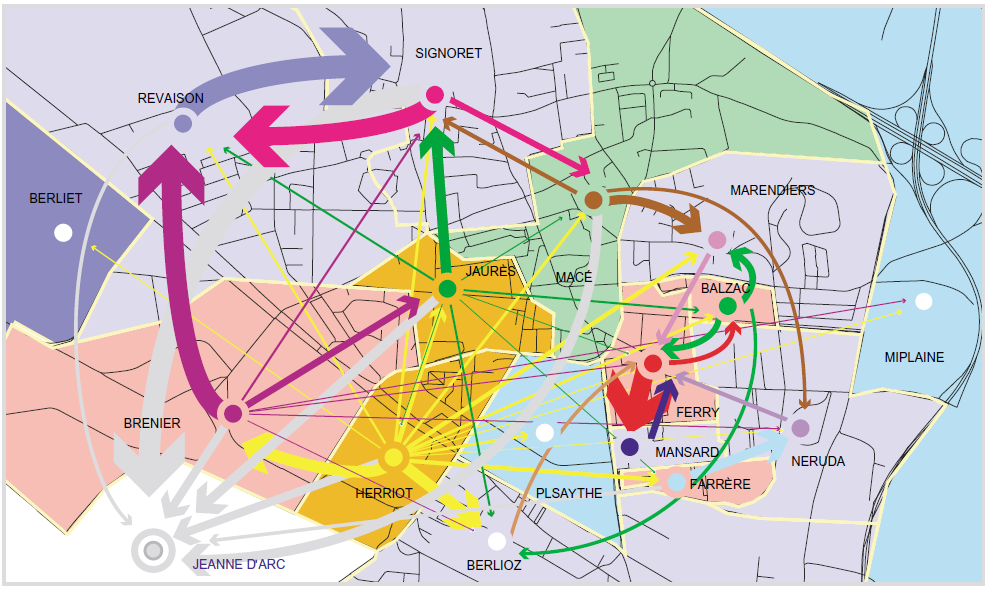 SIGNORET
REVAISON
MARENDIERS
BERLIET
JAURÈS
MACÉ
BALZAC
MIPLAINE
FERRY
BRENIER
MANSARD
NERUDA
FARRÈRE
HERRIOT
PLSAYTHE
JEANNE D'ARC
BERLIOZ